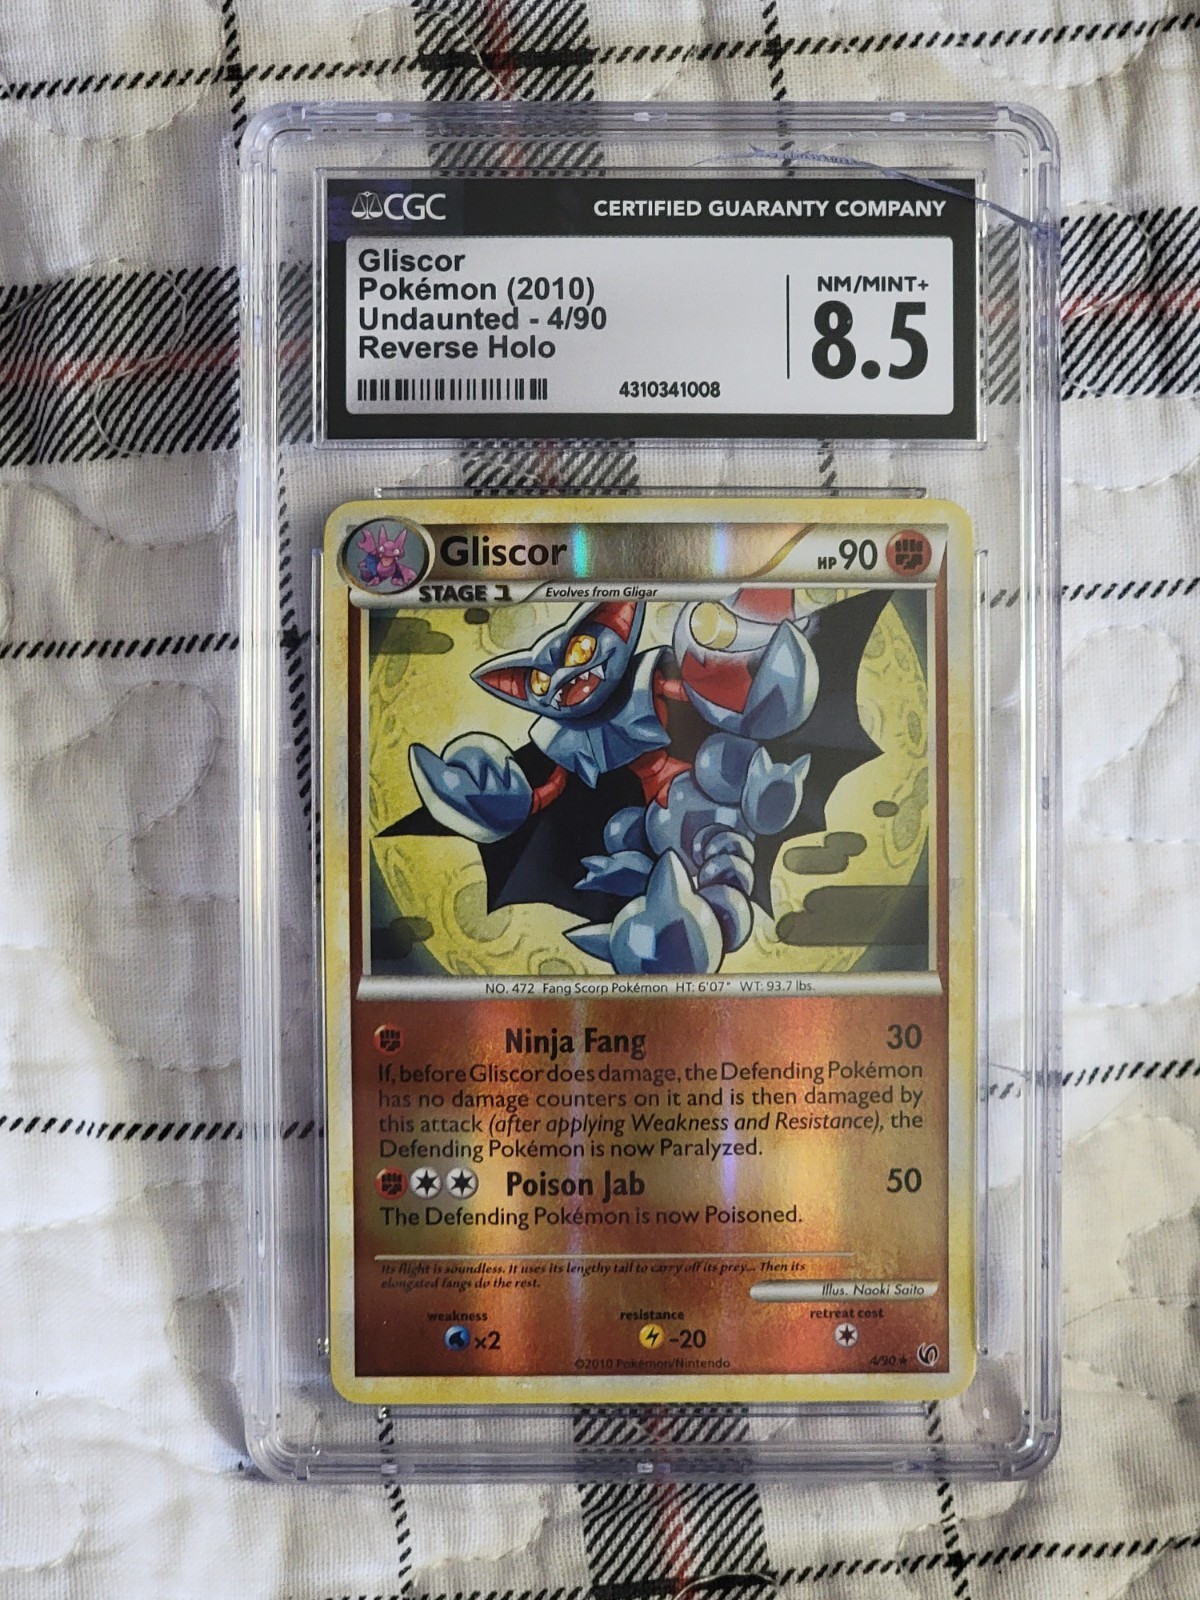 CGC CERTIFIED GUARANTY COMPANY
Gliscor
Pokémon (2010)
Undaunted - 4/90
Reverse Holo
NM/MINT+
8.5
4310341008
Gliscor HP 90
STAGE 1 Evolves from Gligar
NO. 472 Fang Scorp Pokémon HT: 6'07" WT: 93.7 lbs.
Ninja Fang 30
If, before Gliscor does damage, the Defending Pokémon
has no damage counters on it and is then damaged by
this attack (after applying Weakness and Resistance), the
Defending Pokémon is now Paralyzed.
Poison Jab 50
The Defending Pokémon is now Poisoned.
Its flight is soundless. It uses its lengthy tail to carry off its prey... Then its
elongated fangs do the rest.
Illus. Naoki Saito
weakness resistance retreat cost
×2 -20
©2010 Pokémon/Nintendo 4/90 ★